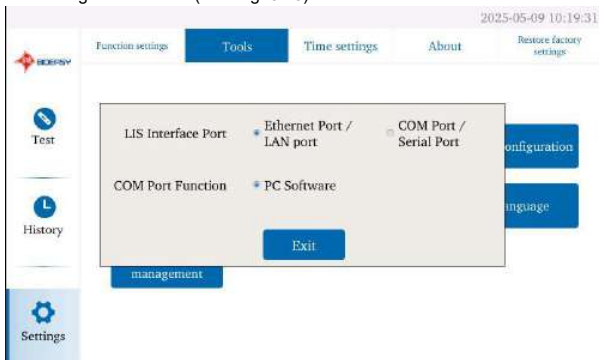 2025-05-09 10:19:31
BIOEASY
Function settings
Tools
Time settings
About
Restore factory
settings
Test
History
Settings
LIS Interface Port
Ethernet Port /
LAN port
COM Port /
Serial Port
COM Port Function
PC Software
Exit
onfiguration
anguage
management